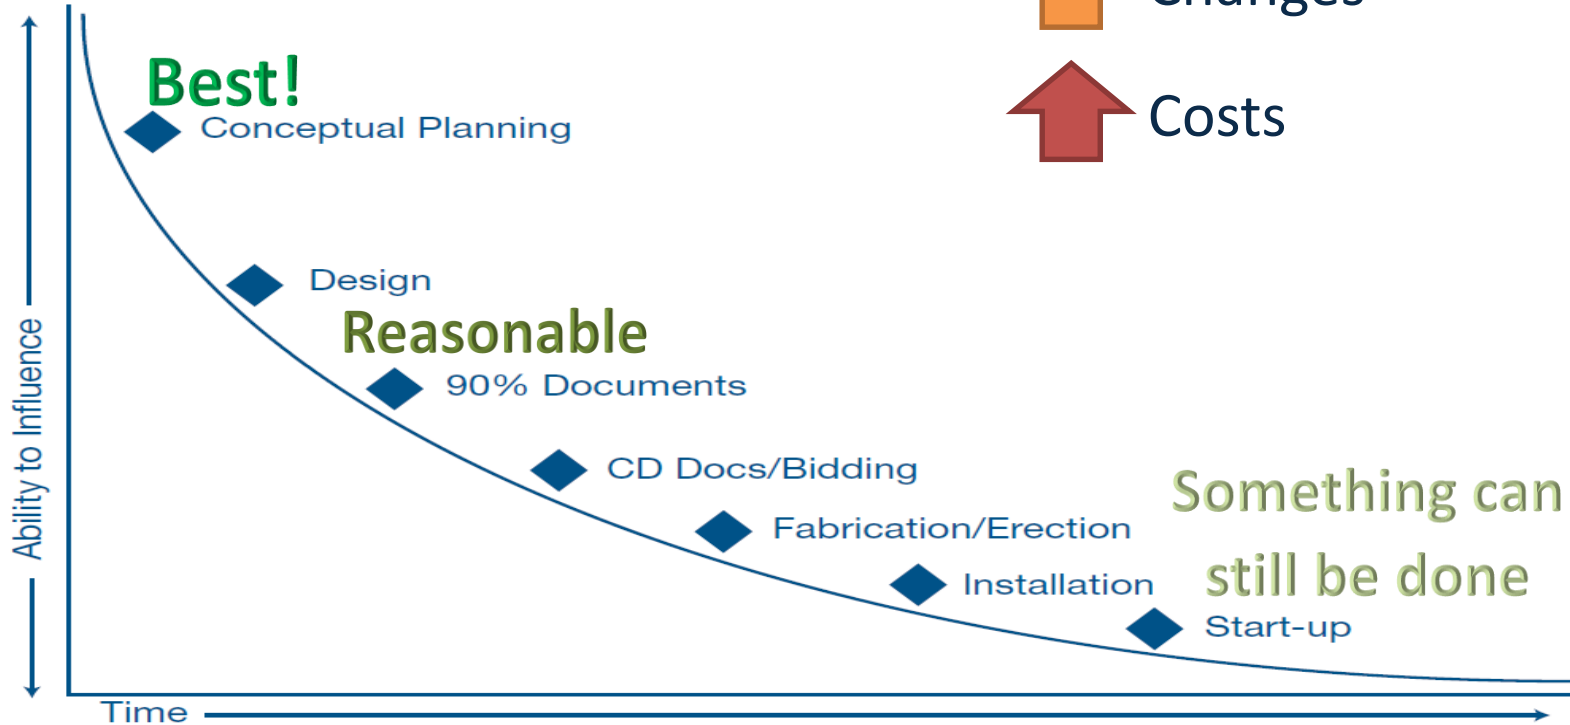 Changes
Best!
Costs
Conceptual Planning
Design
Reasonable
90% Documents
CD Docs/Bidding
Something can
still be done
Fabrication/Erection
Installation
Start-up
Ability to Influence
Time